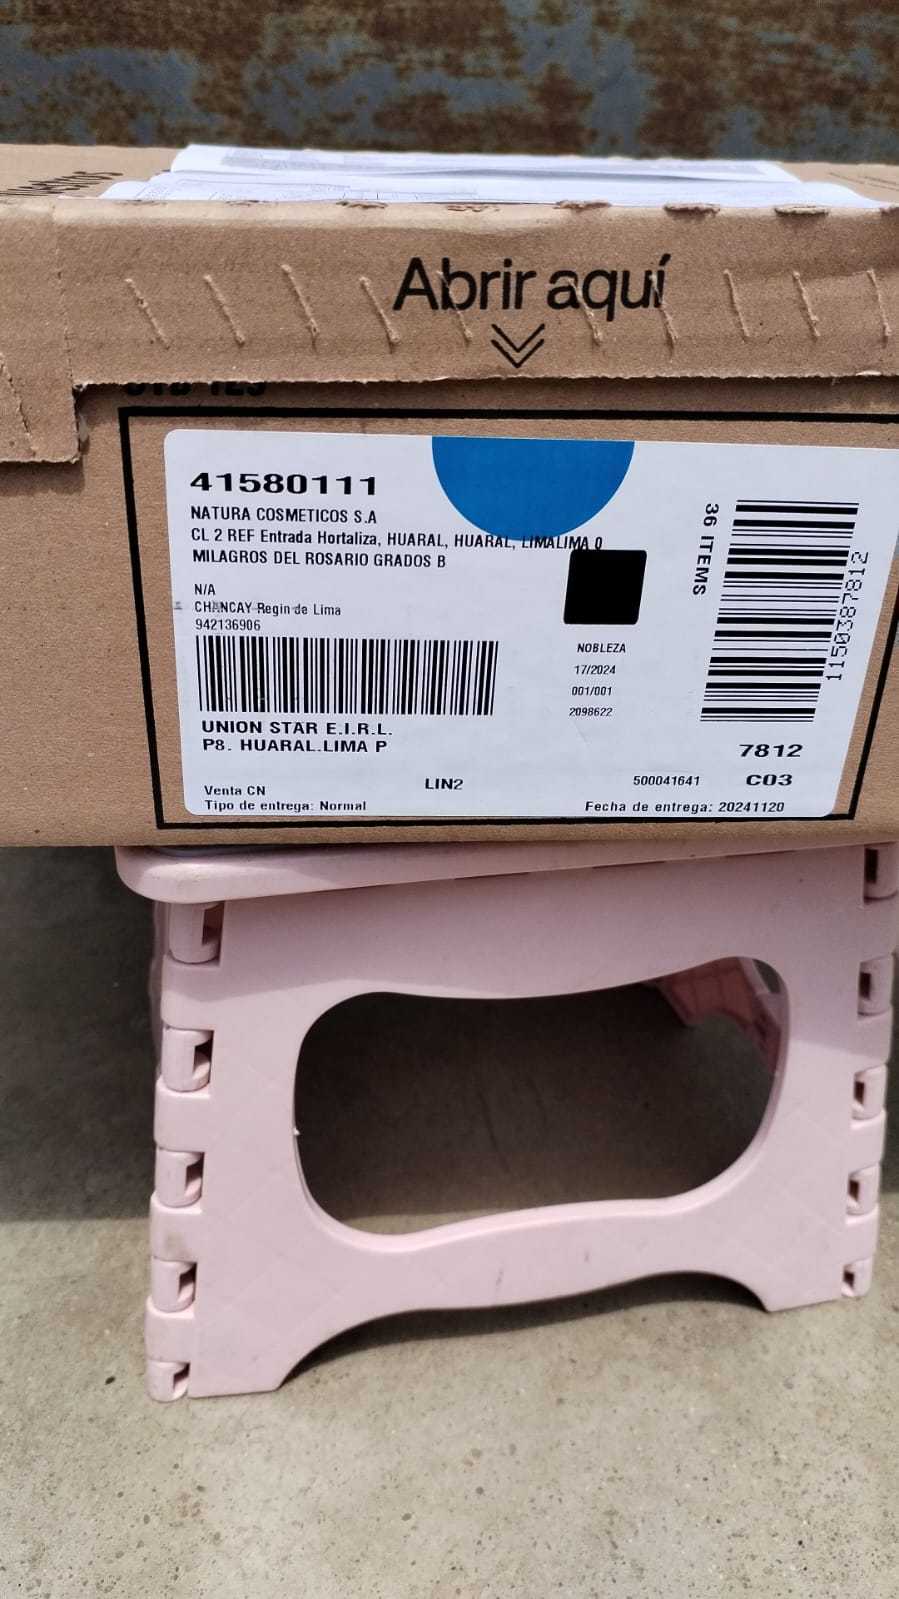 Abrir aquí
41580111
NATURA COSMETICOS S.A
CL 2 REF Entrada Hortaliza, HUARAL, HUARAL, LIMALIMA 0
MILAGROS DEL ROSARIO GRADOS B
N/A
CHANCAY-Regin de Lima
942136906
UNION STAR E.I.R.L.
P8. HUARAL.LIMA P
Venta CN
Tipo de entrega: Normal
LIN2
NOBLEZA
17/2024
001/001
2098622
36 ITEMS
1150387812
7812
500041641 C03
Fecha de entrega: 20241120